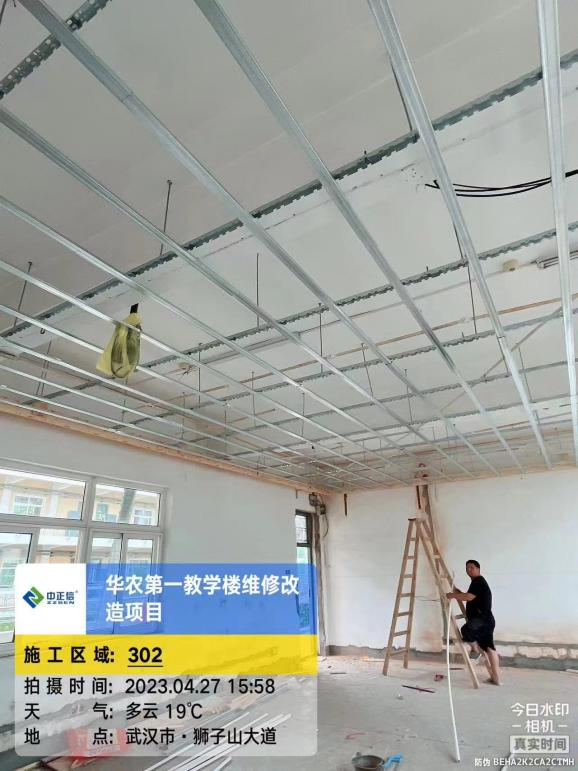 中正信
ZZSEN
华农第一教学楼维修改
造项目
施工区域: 302
拍摄时间: 2023.04.27 15:58
天 气: 多云 19℃
地 点: 武汉市·狮子山大道
今日水印
相机
真实时间
防伪 BEHA2K2CA2CTMH